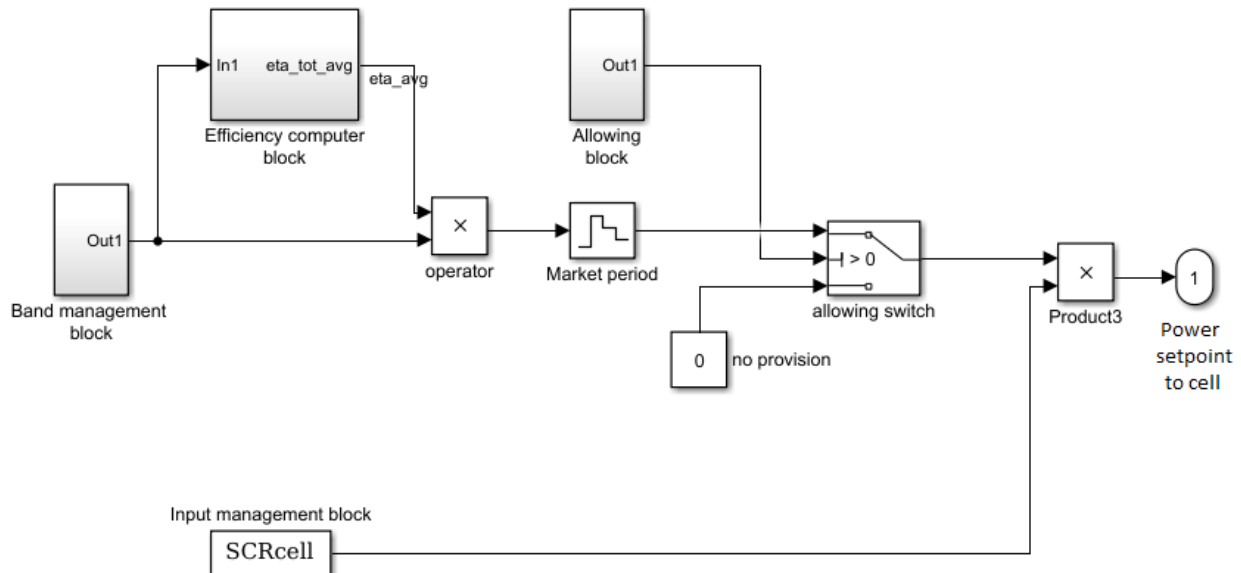 In1
eta_tot_avg
eta_avg
Efficiency computer
block
Out1
Allowing
block
Out1
Band management
block
×
operator
Market period
> 0
allowing switch
0
no provision
×
Product3
1
Power
setpoint
to cell
Input management block
SCRcell